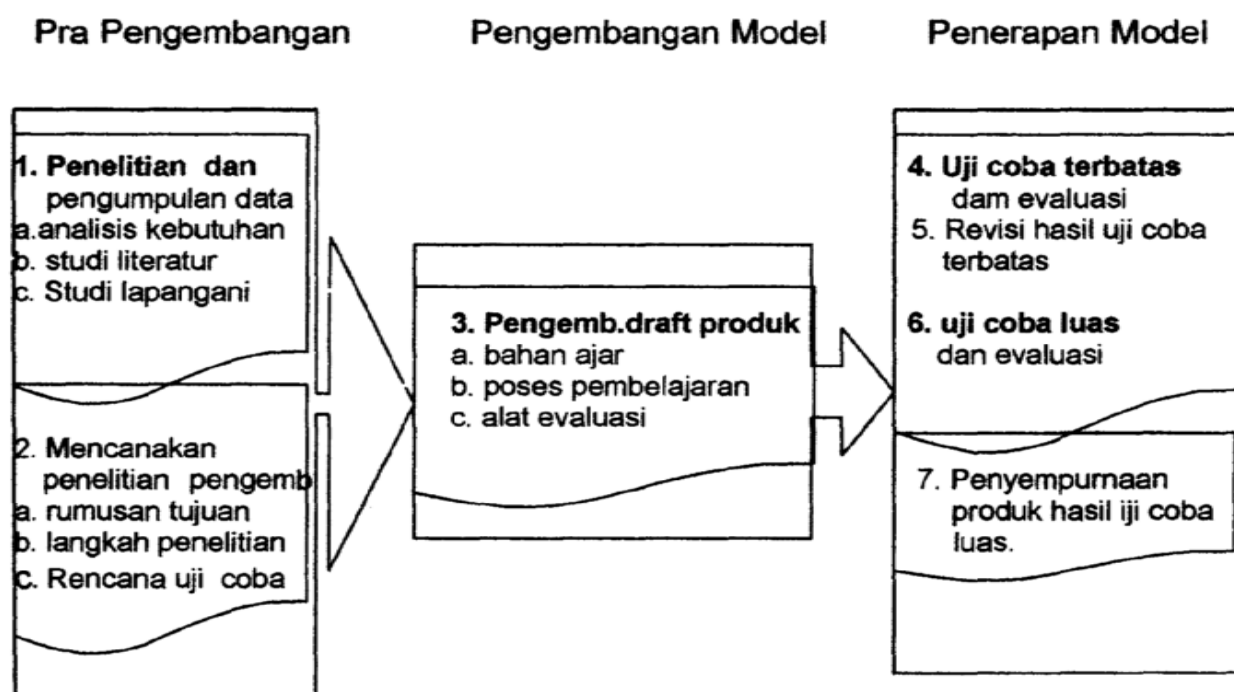 Pra Pengembangan
Pengembangan Model
Penerapan Model
1. Penelitian dan
pengumpulan data
a.analisis kebutuhan
b. studi literatur
c. Studi lapangani
2. Mencanakan
penelitian pengemb
a. rumusan tujuan
b. langkah penelitian
c. Rencana uji coba
3. Pengemb.draft produk
a. bahan ajar
b. poses pembelajaran
c. alat evaluasi
4. Uji coba terbatas
dam evaluasi
5. Revisi hasil uji coba
terbatas
6. uji coba luas
dan evaluasi
7. Penyempurnaan
produk hasil iji coba
luas.